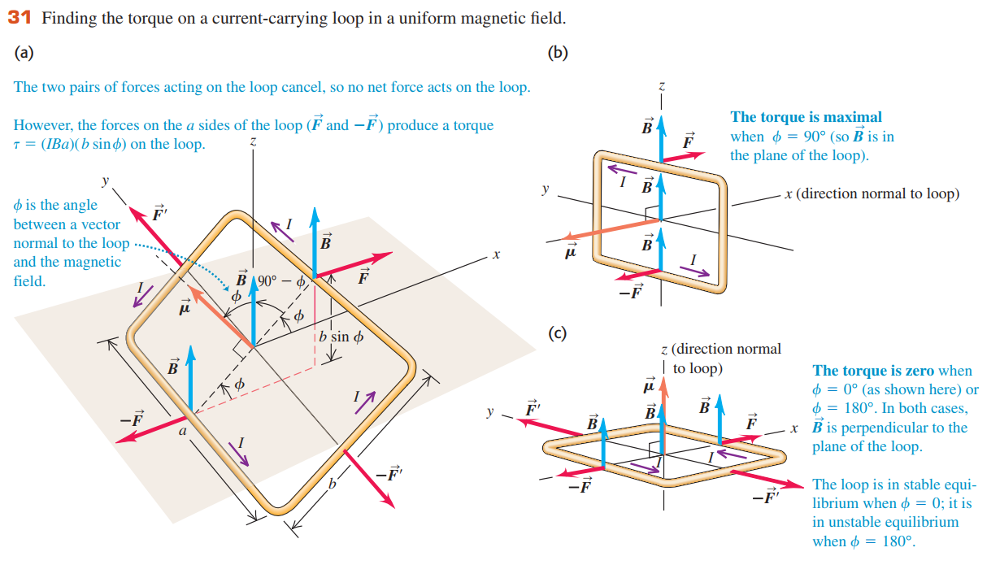 31 Finding the torque on a current-carrying loop in a uniform magnetic field.
(a)
The two pairs of forces acting on the loop cancel, so no net force acts on the loop.
However, the forces on the a sides of the loop (F⃗ and −F⃗) produce a torque
τ = (IBa)(b sin ϕ) on the loop.
z
y
ϕ is the angle
between a vector
normal to the loop
and the magnetic
field.
F⃗'
I
B⃗
x
F⃗
B⃗
90° − ϕ
ϕ
I
μ⃗
ϕ
b sin ϕ
B⃗
ϕ
I
−F⃗
a
I
−F⃗'
b
(b)
z
B⃗
F⃗
The torque is maximal
when ϕ = 90° (so B⃗ is in
the plane of the loop).
I
B⃗
y
x (direction normal to loop)
μ⃗
B⃗
I
−F⃗
(c)
z (direction normal
to loop)
μ⃗
The torque is zero when
ϕ = 0° (as shown here) or
ϕ = 180°. In both cases,
B⃗ is perpendicular to the
plane of the loop.
y
F⃗'
B⃗
B⃗
B⃗
F⃗
x
I
I
−F⃗
−F⃗'
The loop is in stable equi-
librium when ϕ = 0; it is
in unstable equilibrium
when ϕ = 180°.